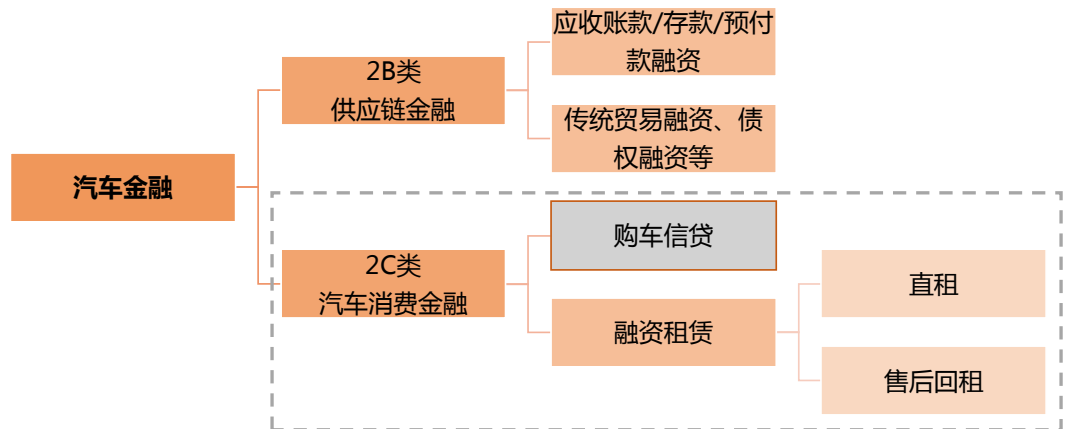 应收账款/存款/预付
款融资
2B类
供应链金融
传统贸易融资、债
权融资等
汽车金融
购车信贷
2C类
汽车消费金融
直租
融资租赁
售后回租